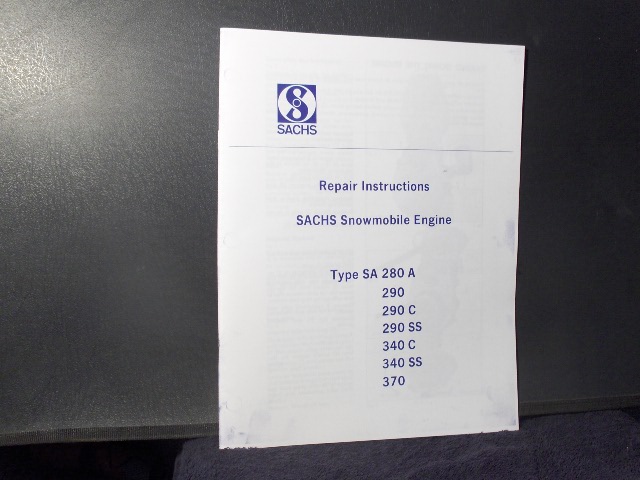 SACHS
Repair Instructions
SACHS Snowmobile Engine
Type SA 280 A
290
290 C
290 SS
340 C
340 SS
370